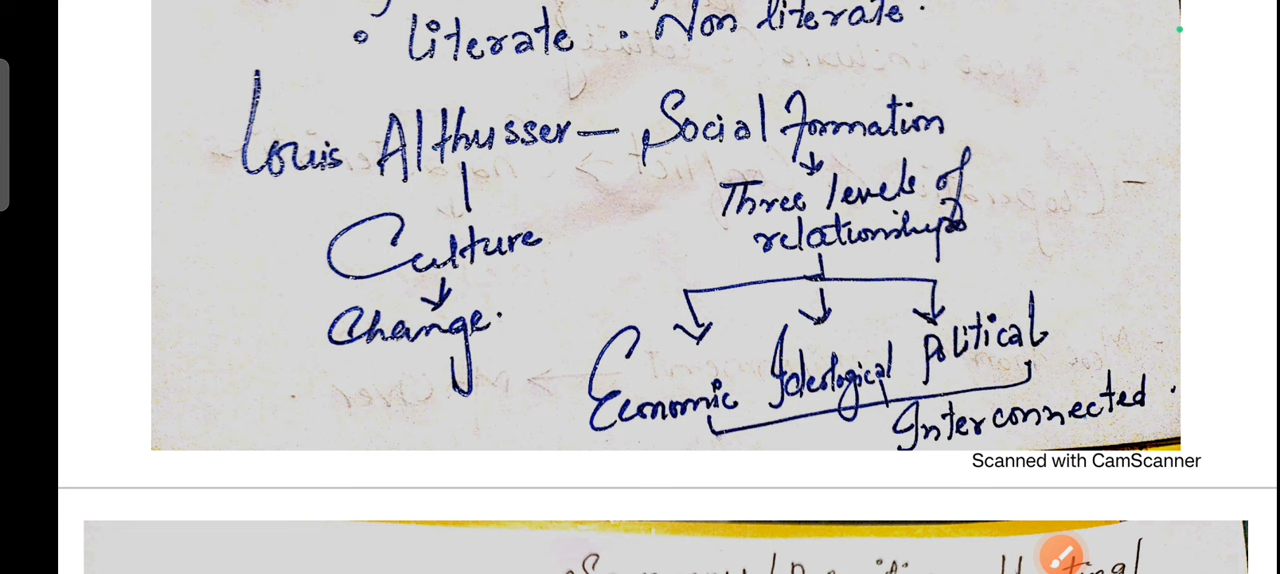 • literate • Non literate.
Louis Althusser — Social formation
Three levels of
relationships
Culture
Change.
Economic Ideological Political
Interconnected.
Scanned with CamScanner